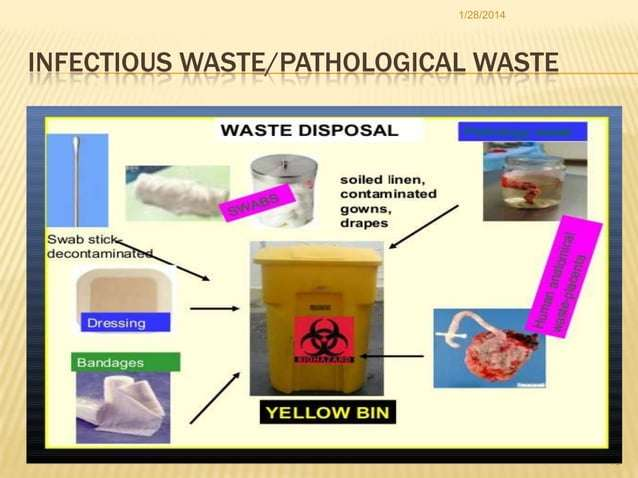 1/28/2014
INFECTIOUS WASTE/PATHOLOGICAL WASTE
WASTE DISPOSAL
SWABS
soiled linen,
contaminated
gowns,
drapes
Swab stick-
decontaminated
Human anatomical
waste-placenta
Dressing
BIOHAZARD
Bandages
YELLOW BIN